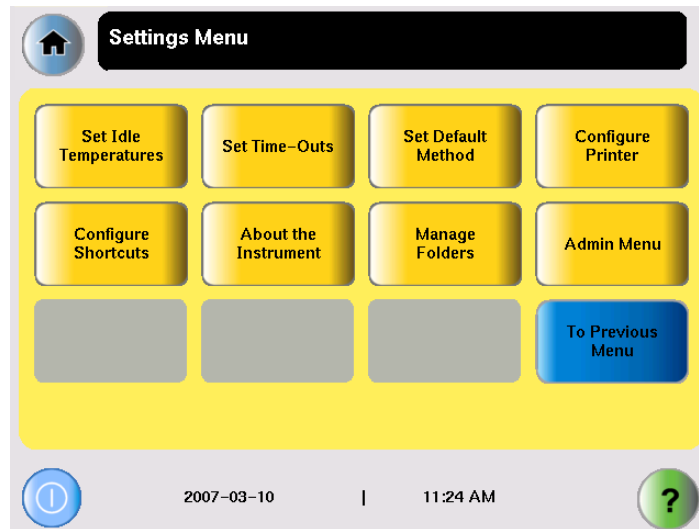 Settings Menu
Set Idle
Temperatures
Set Time-Outs
Set Default
Method
Configure
Printer
Configure
Shortcuts
About the
Instrument
Manage
Folders
Admin Menu
To Previous
Menu
2007-03-10 | 11:24 AM
?